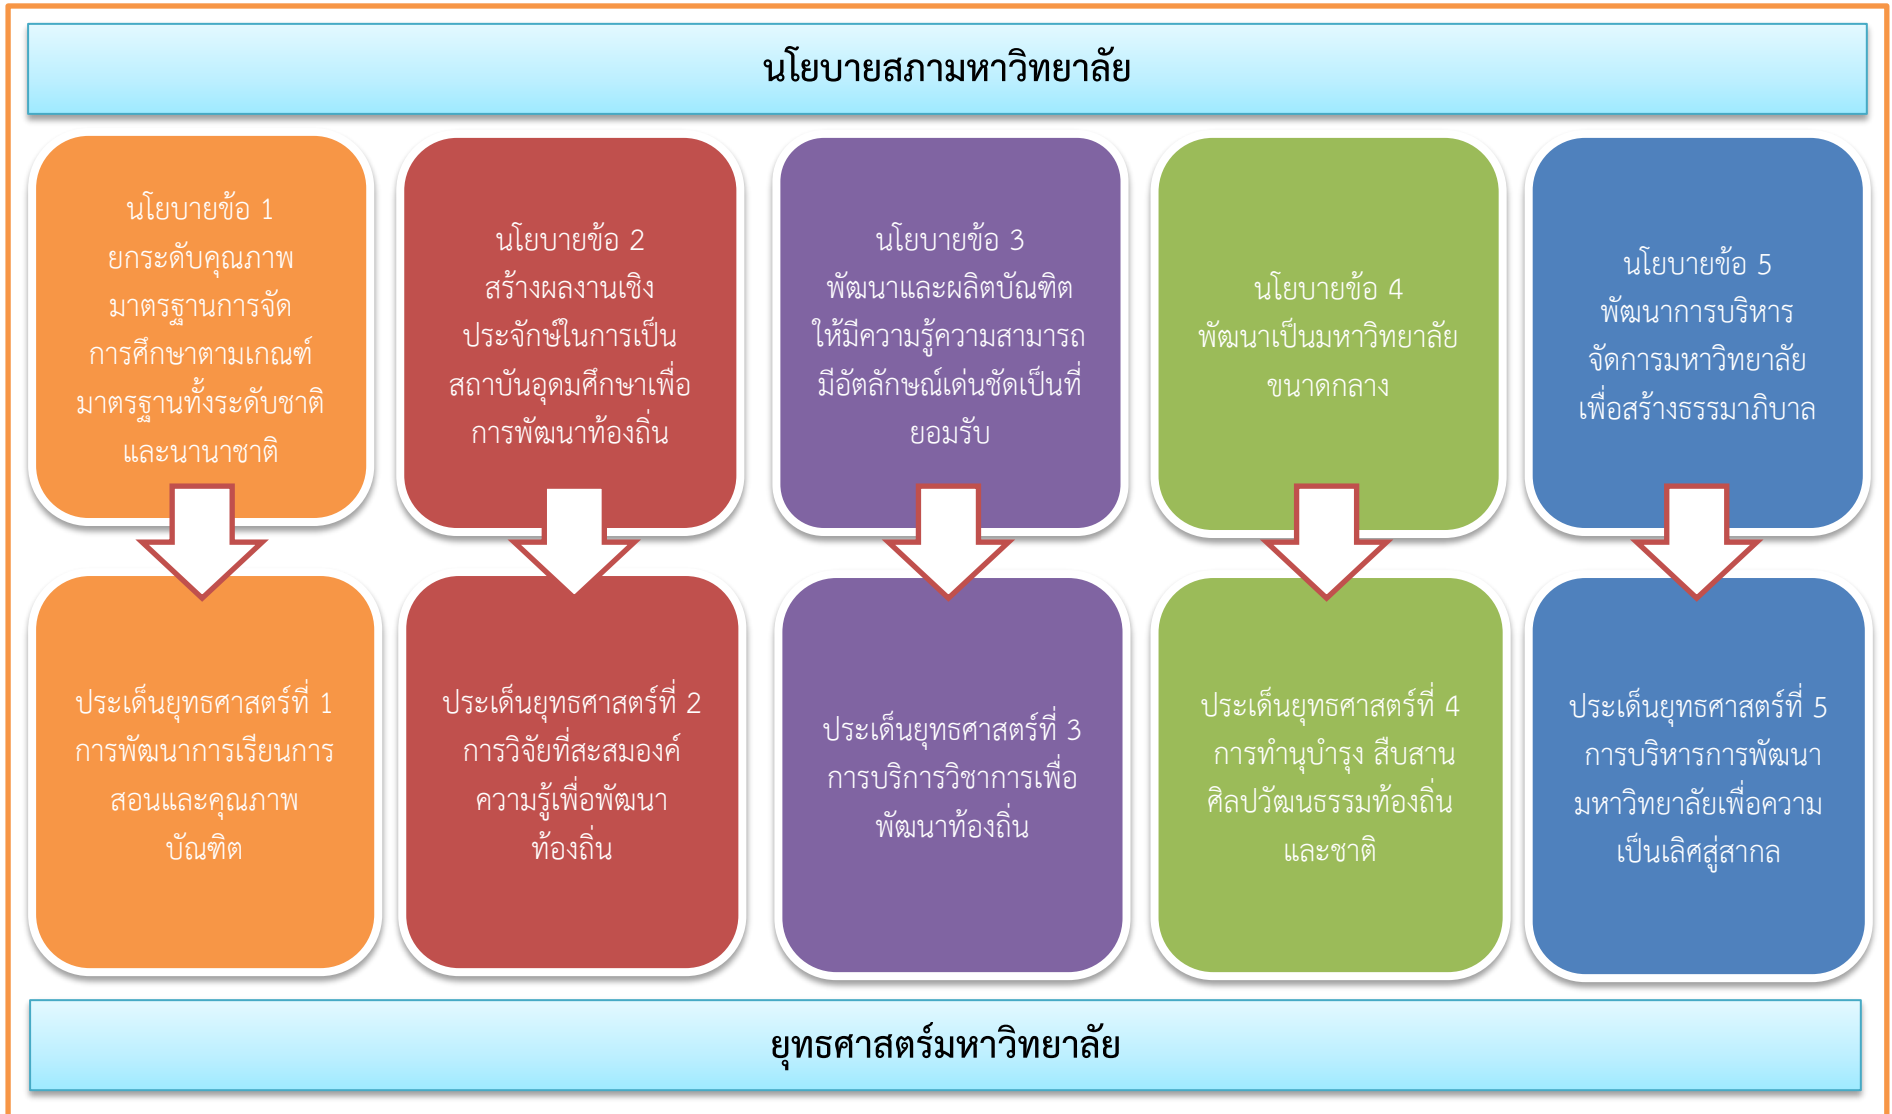 นโยบายสภามหาวิทยาลัย
นโยบายข้อ 1
ยกระดับคุณภาพ
มาตรฐานการจัด
การศึกษาตามเกณฑ์
มาตรฐานทั้งระดับชาติ
และนานาชาติ
นโยบายข้อ 2
สร้างผลงานเชิง
ประจักษ์ในการเป็น
สถาบันอุดมศึกษาเพื่อ
การพัฒนาท้องถิ่น
นโยบายข้อ 3
พัฒนาและผลิตบัณฑิต
ให้มีความรู้ความสามารถ
มีอัตลักษณ์เด่นชัดเป็นที่
ยอมรับ
นโยบายข้อ 4
พัฒนาเป็นมหาวิทยาลัย
ขนาดกลาง
นโยบายข้อ 5
พัฒนาการบริหาร
จัดการมหาวิทยาลัย
เพื่อสร้างธรรมาภิบาล
ประเด็นยุทธศาสตร์ที่ 1
การพัฒนาการเรียนการ
สอนและคุณภาพ
บัณฑิต
ประเด็นยุทธศาสตร์ที่ 2
การวิจัยที่สะสมองค์
ความรู้เพื่อพัฒนา
ท้องถิ่น
ประเด็นยุทธศาสตร์ที่ 3
การบริการวิชาการเพื่อ
พัฒนาท้องถิ่น
ประเด็นยุทธศาสตร์ที่ 4
การทำนุบำรุง สืบสาน
ศิลปวัฒนธรรมท้องถิ่น
และชาติ
ประเด็นยุทธศาสตร์ที่ 5
การบริหารการพัฒนา
มหาวิทยาลัยเพื่อความ
เป็นเลิศสู่สากล
ยุทธศาสตร์มหาวิทยาลัย